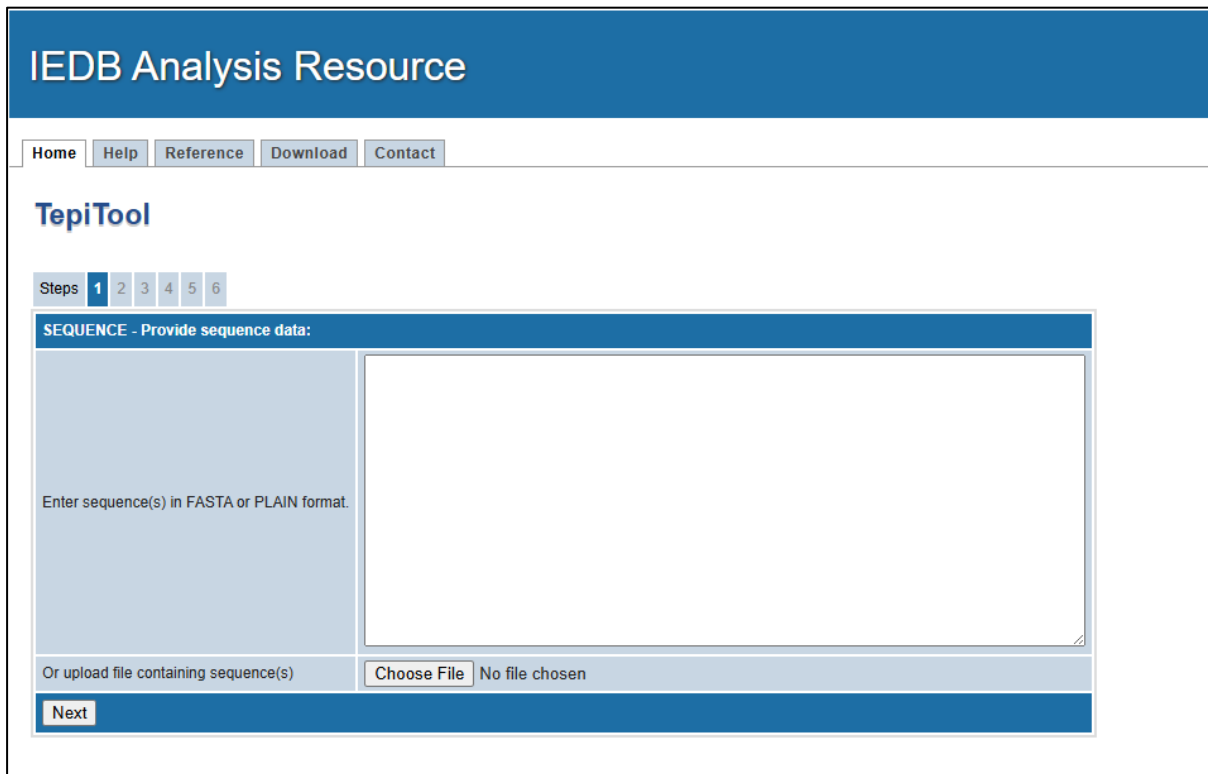 IEDB Analysis Resource
Home Help Reference Download Contact
TepiTool
Steps 1 2 3 4 5 6
SEQUENCE - Provide sequence data:
Enter sequence(s) in FASTA or PLAIN format.
Or upload file containing sequence(s) Choose File No file chosen
Next